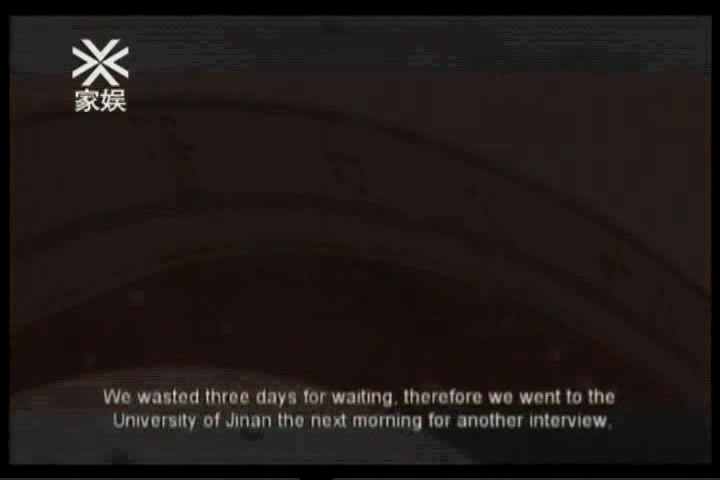 家娱
We wasted three days for waiting, therefore we went to the
University of Jinan the next morning for another interview,